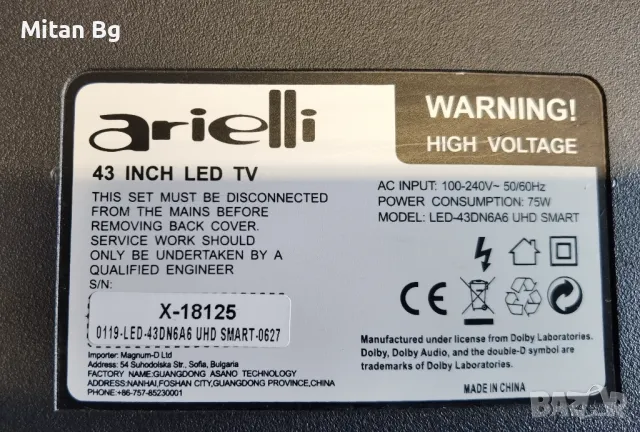 Mitan Bg
arielli
43 INCH LED TV
THIS SET MUST BE DISCONNECTED
FROM THE MAINS BEFORE
REMOVING BACK COVER.
SERVICE WORK SHOULD
ONLY BE UNDERTAKEN BY A
QUALIFIED ENGINEER
S/N:
X-18125
0119-LED-43DN6A6 UHD SMART-0627
Importer: Magnum-D Ltd
Address: 54 Suhodolska Str., Sofia, Bulgaria
FACTORY NAME:GUANGDONG ASANO TECHNOLOGY
ADDRESS:NANHAI,FOSHAN CITY,GUANGDONG PROVINCE,CHINA
PHONE:+86-757-85230001
WARNING!
HIGH VOLTAGE
AC INPUT: 100-240V~ 50/60Hz
POWER CONSUMPTION: 75W
MODEL: LED-43DN6A6 UHD SMART
CE
Manufactured under license from Dolby Laboratories.
Dolby, Dolby Audio, and the double-D symbol are
trademarks of Dolby Laboratories.
MADE IN CHINA
BAZAR